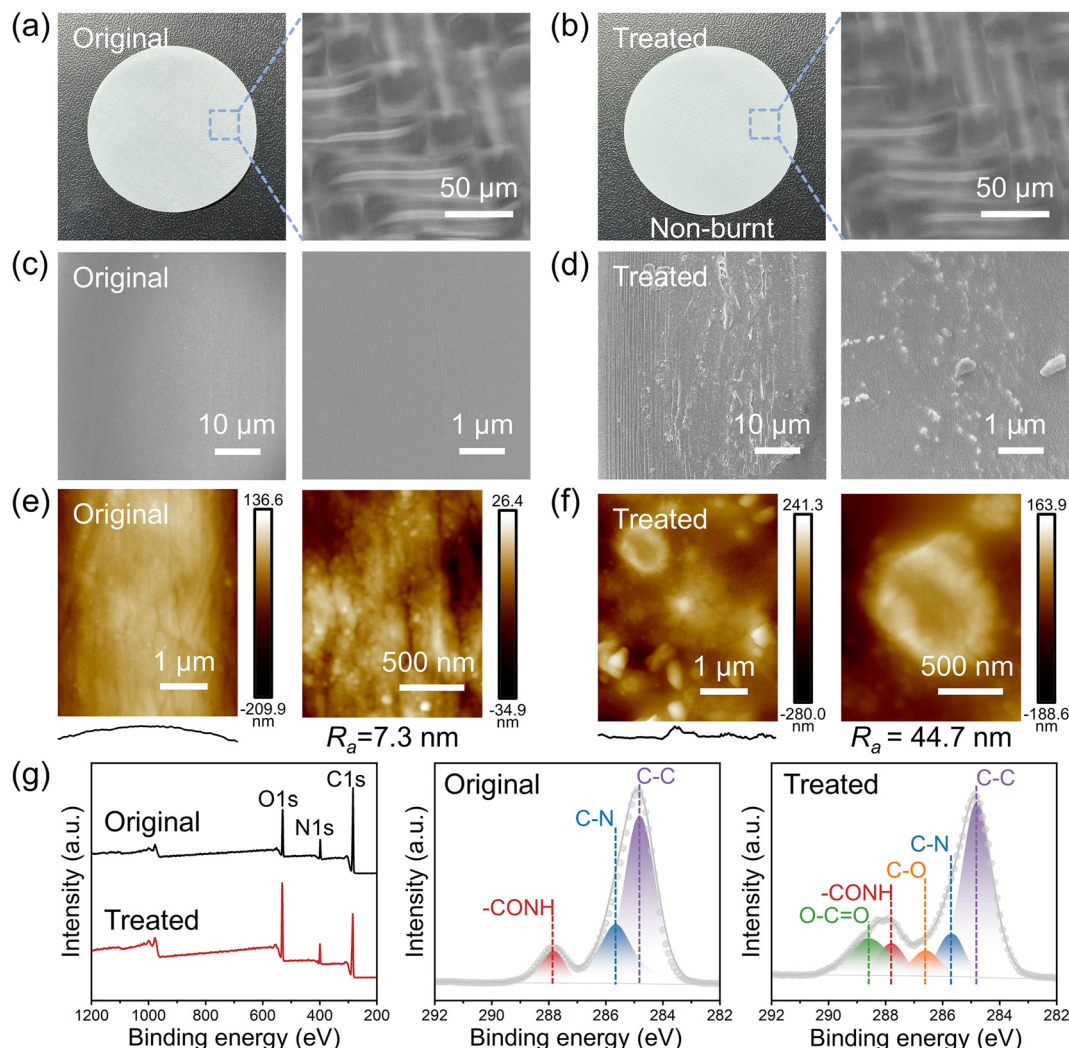 (a)
Original
50 μm
(b)
Treated
Non-burnt
50 μm
(c)
Original
10 μm
1 μm
(d)
Treated
10 μm
1 μm
(e)
Original
1 μm
136.6
-209.9
nm
500 nm
26.4
-34.9
nm
Ra=7.3 nm
(f)
Treated
1 μm
241.3
-280.0
nm
500 nm
163.9
-188.6
nm
Ra = 44.7 nm
(g)
Intensity (a.u.)
Original
O1s
N1s
C1s
Treated
1200 1000 800 600 400 200
Binding energy (eV)
Intensity (a.u.)
Original
C-C
C-N
-CONH
292 290 288 286 284 282
Binding energy (eV)
Intensity (a.u.)
Treated
C-C
C-N
C-O
-CONH
O-C=O
292 290 288 286 284 282
Binding energy (eV)